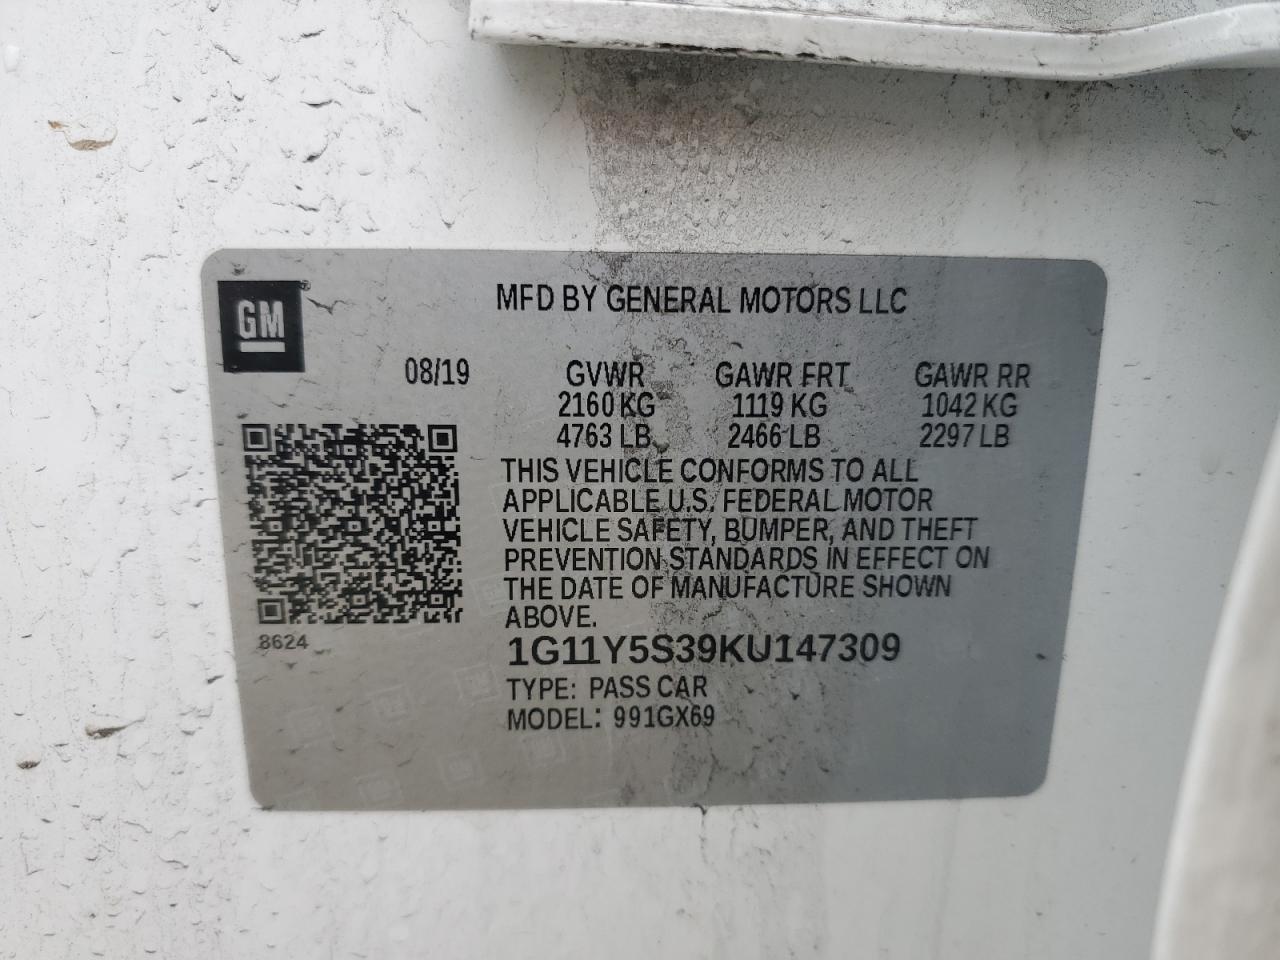 GM
MFD BY GENERAL MOTORS LLC
08/19 GVWR GAWR FRT GAWR RR
2160 KG 1119 KG 1042 KG
4763 LB 2466 LB 2297 LB
THIS VEHICLE CONFORMS TO ALL
APPLICABLE U.S. FEDERAL MOTOR
VEHICLE SAFETY, BUMPER, AND THEFT
PREVENTION STANDARDS IN EFFECT ON
THE DATE OF MANUFACTURE SHOWN
ABOVE.
8624
1G11Y5S39KU147309
TYPE: PASS CAR
MODEL: 991GX69